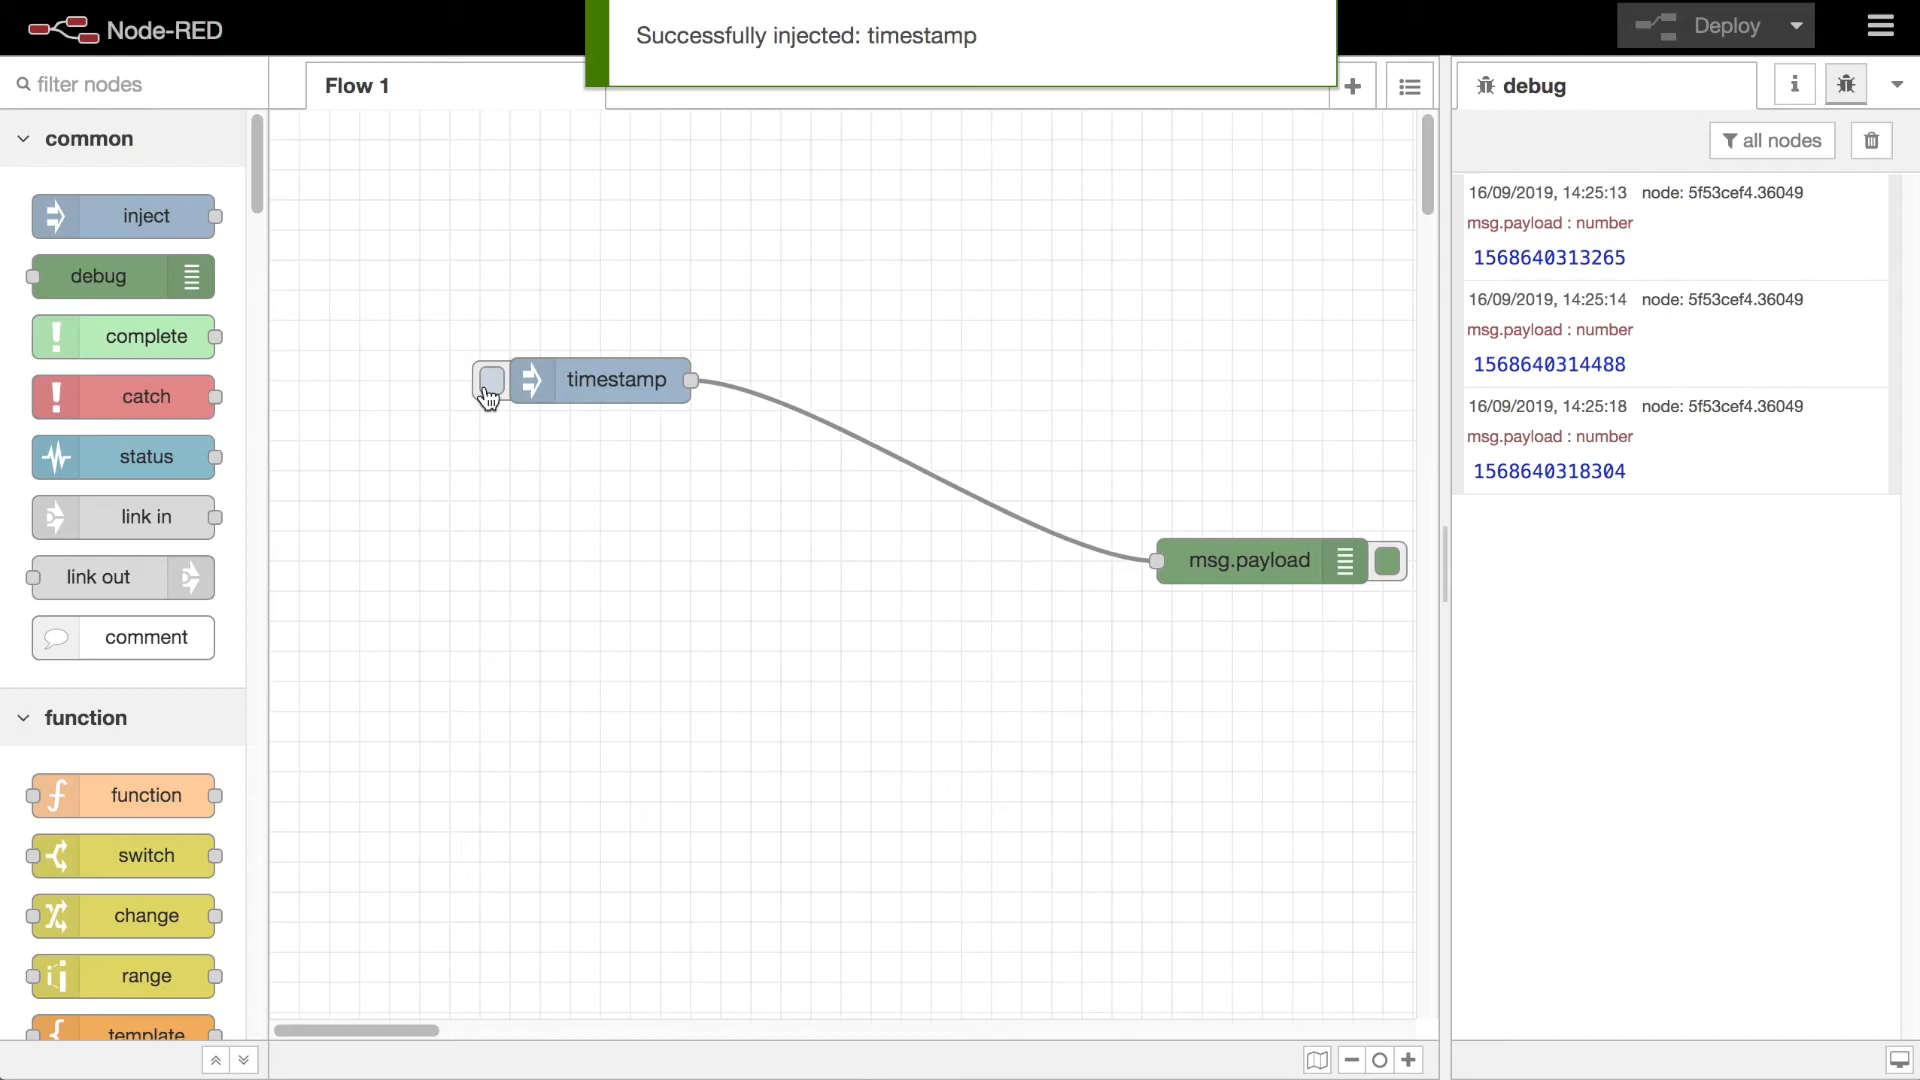 Node-RED
Successfully injected: timestamp
Deploy
filter nodes
Flow 1
debug
all nodes
common
inject
debug
complete
catch
status
link in
link out
comment
function
function
switch
change
range
template
timestamp
msg.payload
16/09/2019, 14:25:13 node: 5f53cef4.36049
msg.payload : number
1568640313265
16/09/2019, 14:25:14 node: 5f53cef4.36049
msg.payload : number
1568640314488
16/09/2019, 14:25:18 node: 5f53cef4.36049
msg.payload : number
1568640318304